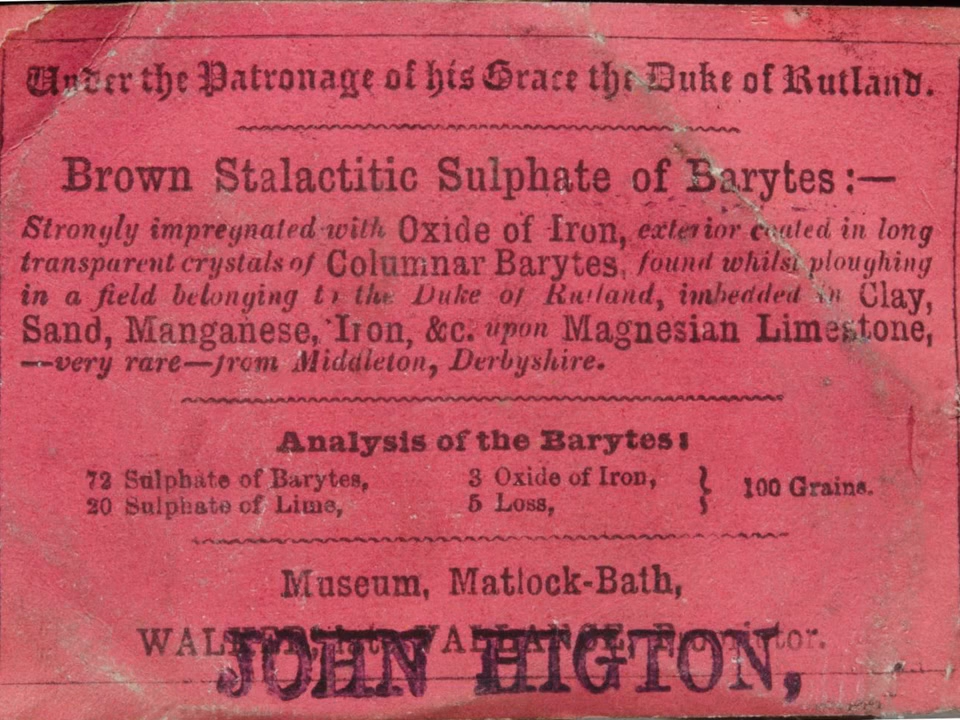 Under the Patronage of his Grace the Duke of Rutland.
Brown Stalactitic Sulphate of Barytes:—
Strongly impregnated with Oxide of Iron, exterior coated in long
transparent crystals of Columnar Barytes, found whilst ploughing
in a field belonging to the Duke of Rutland, imbedded in Clay,
Sand, Manganese, Iron, &c. upon Magnesian Limestone,
—very rare—from Middleton, Derbyshire.
Analysis of the Barytes:
72 Sulphate of Barytes, 3 Oxide of Iron,
20 Sulphate of Lime, 5 Loss,
} 100 Grains.
Museum, Matlock-Bath,
WALKER, late VALLANCE, Proprietor.
JOHN HIGTON,